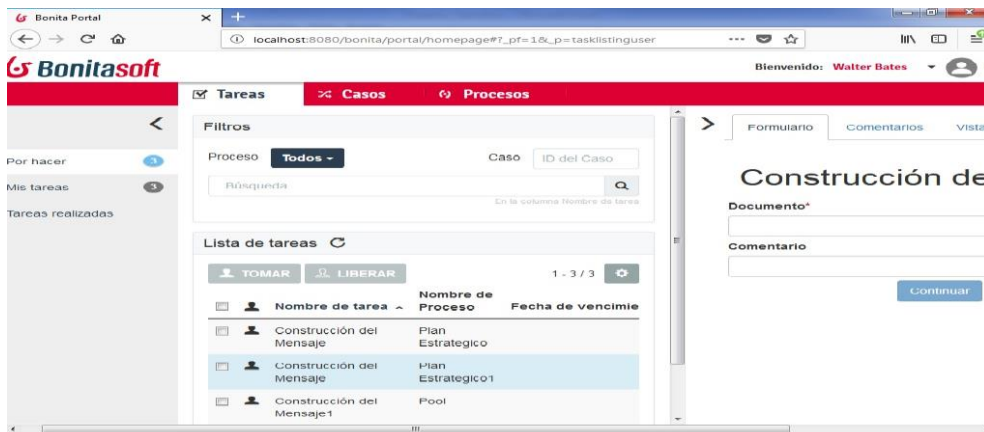 Bonita Portal
localhost:8080/bonita/portal/homepage#?_pf=1&_p=tasklistinguser
Bonitasoft
Bienvenido: Walter Bates
Tareas
Casos
Procesos
Por hacer 3
Mis tareas 3
Tareas realizadas
Filtros
Proceso Todos
Caso ID del Caso
Búsqueda
En la columna Nombre de tarea
Lista de tareas
TOMAR LIBERAR 1 - 3 / 3
Nombre de tarea
Nombre de Proceso
Fecha de vencimie
Construcción del Mensaje
Plan Estrategico
Construcción del Mensaje
Plan Estrategico1
Construcción del Mensaje1
Pool
Formulario Comentarios Vista
Construcción de
Documento*
Comentario
Continuar